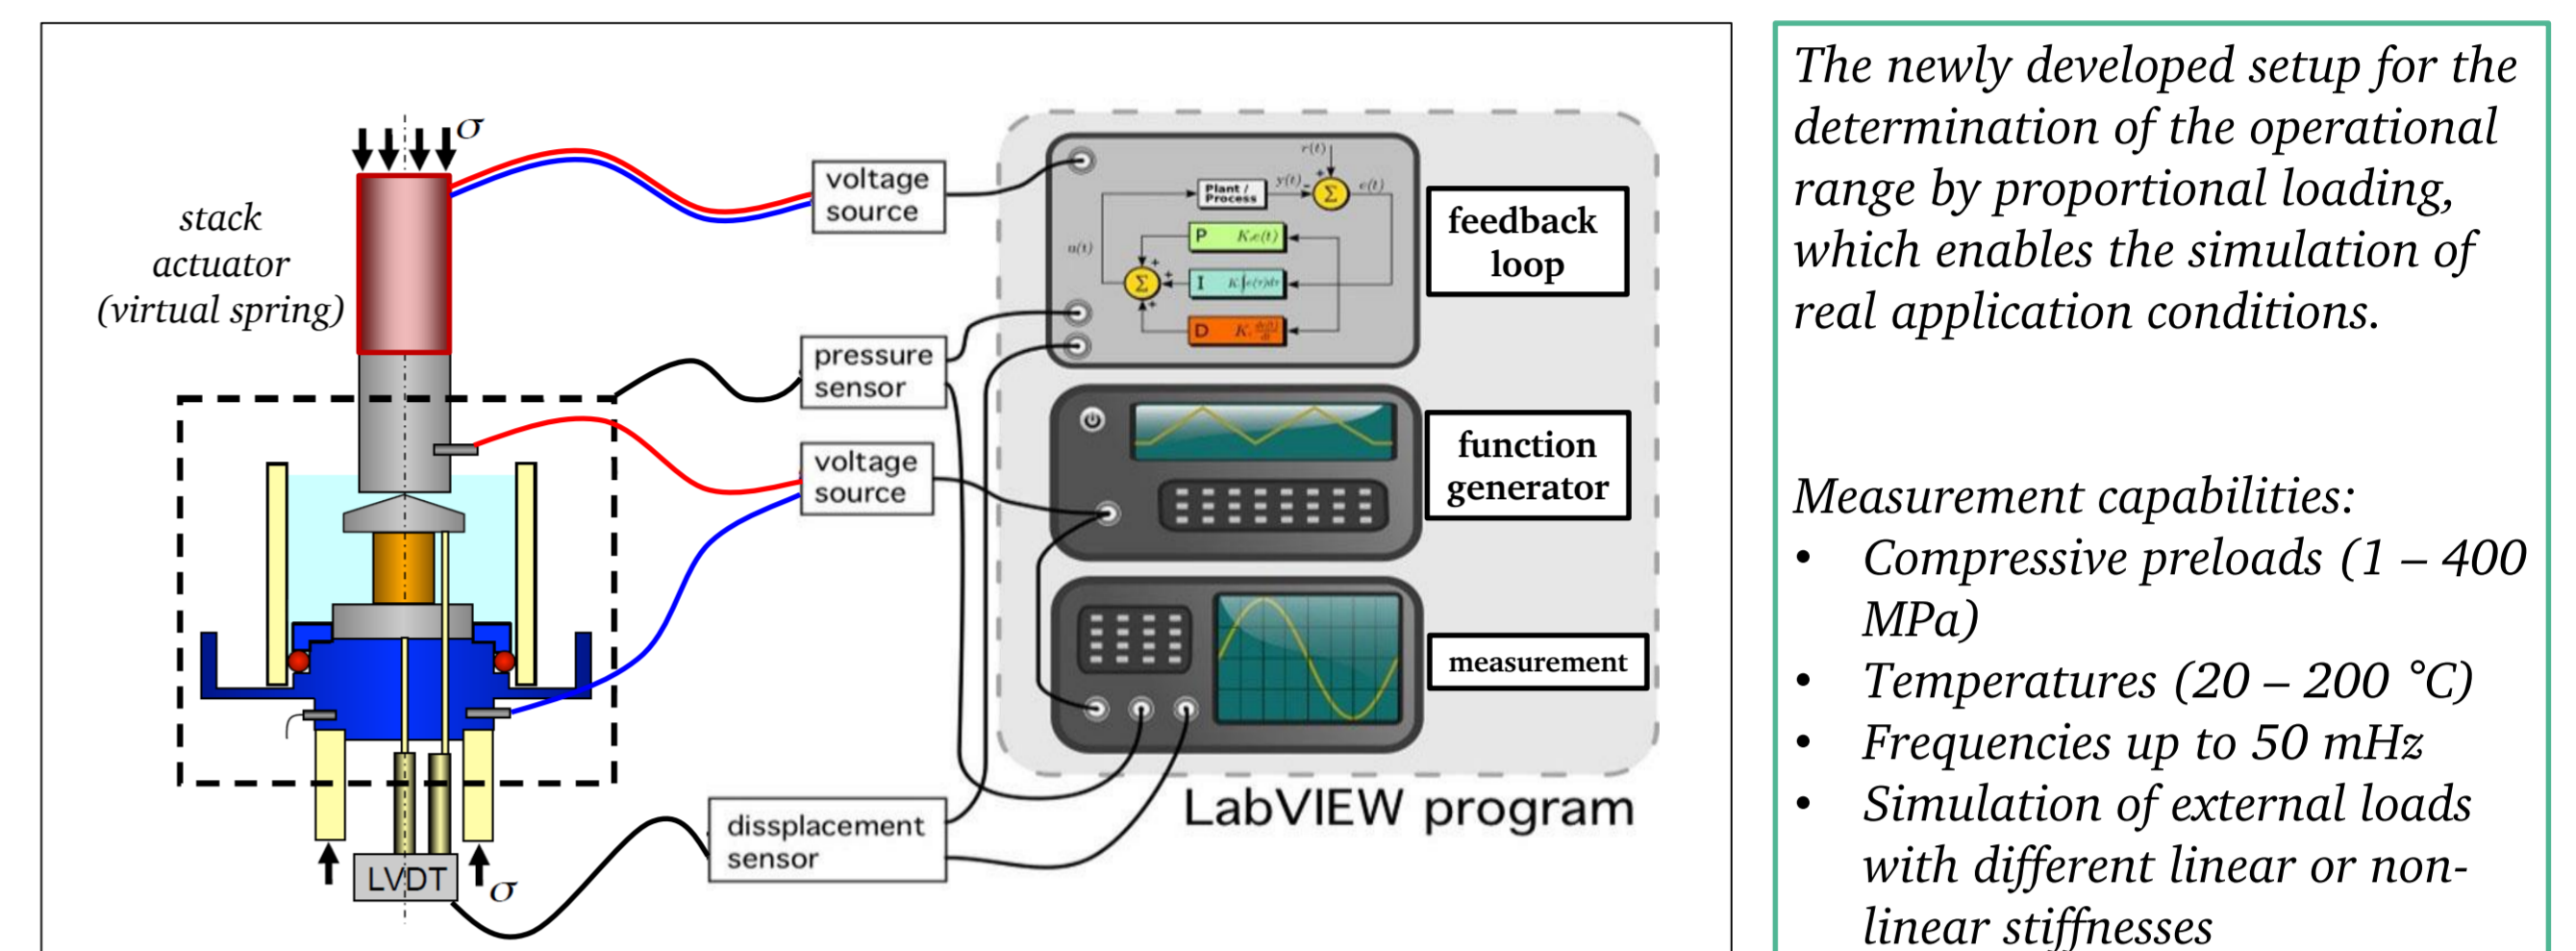 σ
stack
actuator
(virtual spring)
voltage
source
pressure
sensor
voltage
source
dissplacement
sensor
LVDT
σ
r(t)
Plant /
Process
y(t)
-
+
Σ
e(t)
u(t)
P
I
D
Σ
+
+
+
feedback
loop
function
generator
measurement
LabVIEW program
The newly developed setup for the
determination of the operational
range by proportional loading,
which enables the simulation of
real application conditions.
Measurement capabilities:
• Compressive preloads (1 – 400
MPa)
• Temperatures (20 – 200 °C)
• Frequencies up to 50 mHz
• Simulation of external loads
with different linear or non-
linear stiffnesses